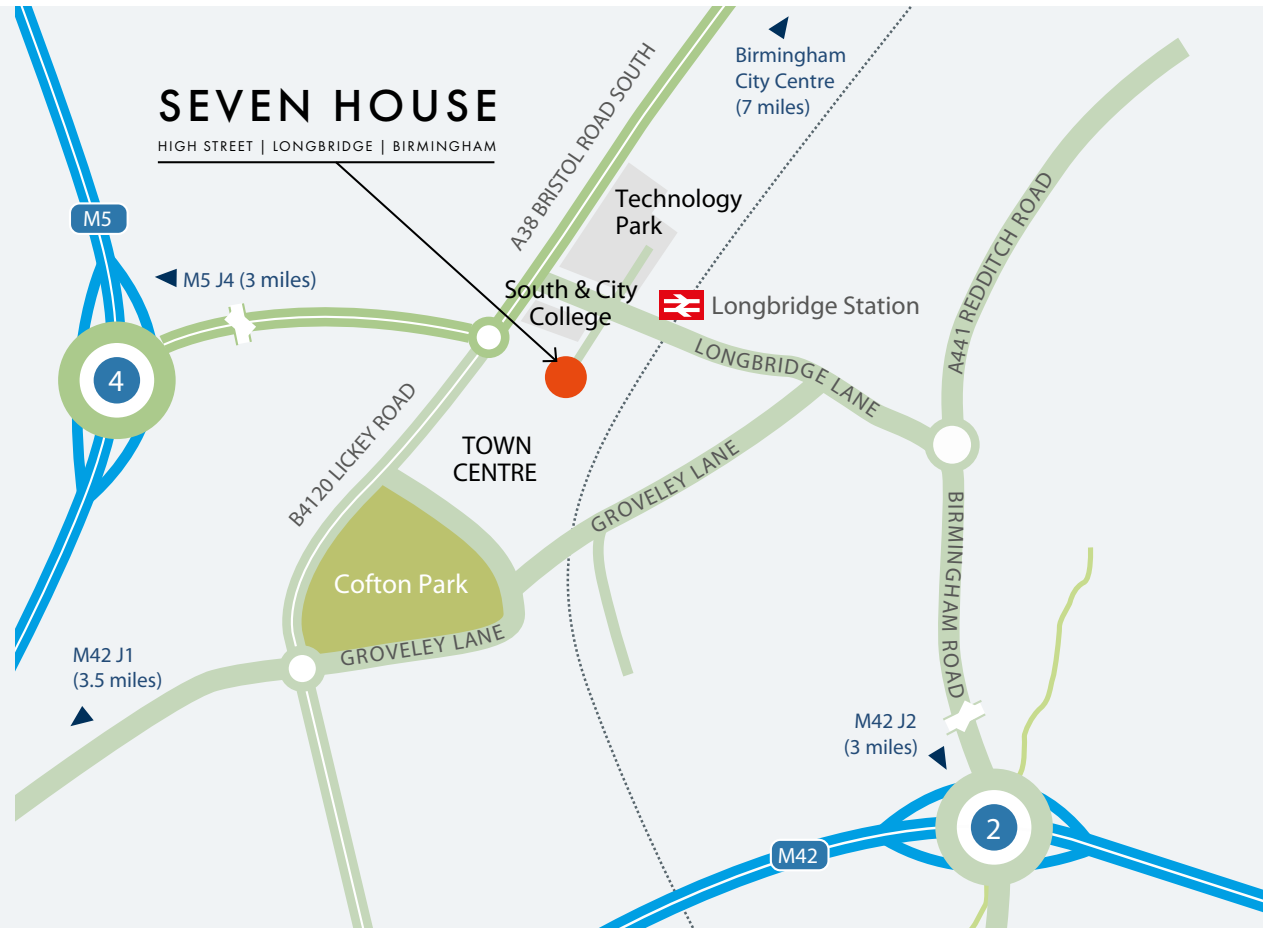 Birmingham
City Centre
(7 miles)
SEVEN HOUSE
HIGH STREET | LONGBRIDGE | BIRMINGHAM
A38 BRISTOL ROAD SOUTH
Technology
Park
M5
M5 J4 (3 miles)
South & City
College
Longbridge Station
A441 REDDITCH ROAD
LONGBRIDGE LANE
4
B4120 LICKEY ROAD
TOWN
CENTRE
GROVELEY LANE
BIRMINGHAM ROAD
Cofton Park
GROVELEY LANE
M42 J1
(3.5 miles)
M42 J2
(3 miles)
2
M42